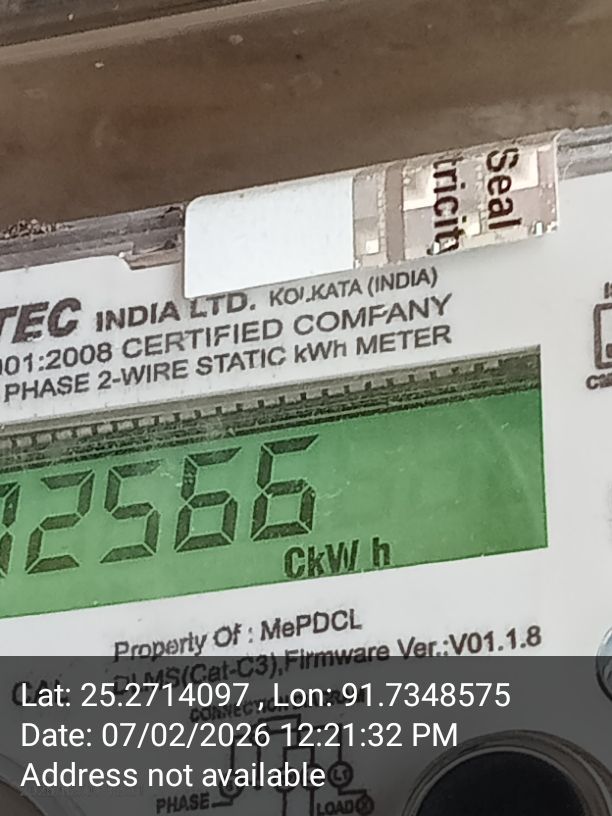 Seal
tricity
TEC INDIA LTD. KOLKATA (INDIA)
001:2008 CERTIFIED COMPANY
PHASE 2-WIRE STATIC kWh METER
2566
CkWh
Property Of : MePDCL
DLMS(Cat-C3),Firmware Ver.:V01.1.8
Lat: 25.2714097 , Lon: 91.7348575
Date: 07/02/2026 12:21:32 PM
Address not available
PHASE
LOAD